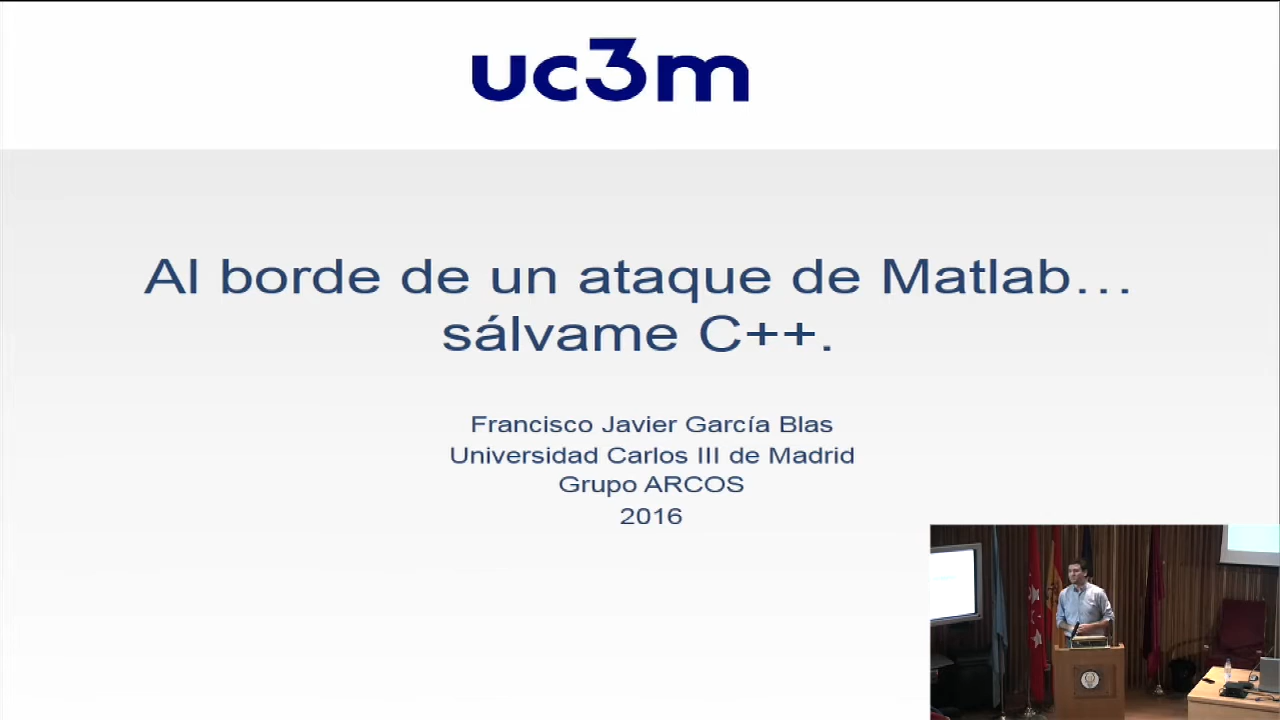 uc3m
Al borde de un ataque de Matlab…
sálvame C++.
Francisco Javier García Blas
Universidad Carlos III de Madrid
Grupo ARCOS
2016